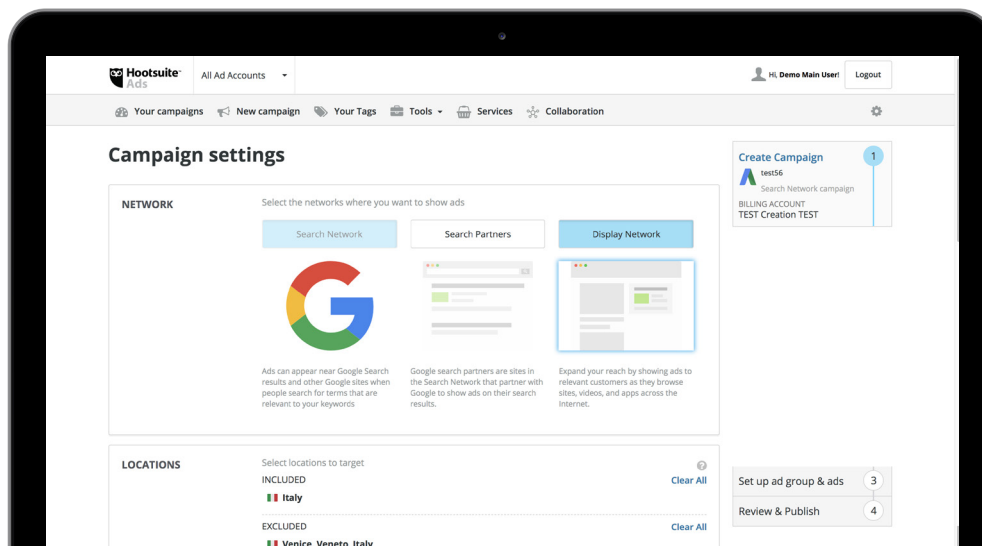 Hootsuite™
Ads
All Ad Accounts
Hi, Demo Main User!
Logout
Your campaigns
New campaign
Your Tags
Tools
Services
Collaboration
Campaign settings
NETWORK
Select the networks where you want to show ads
Search Network
Search Partners
Display Network
Ads can appear near Google Search
results and other Google sites when
people search for terms that are
relevant to your keywords
Google search partners are sites in
the Search Network that partner with
Google to show ads on their search
results.
Expand your reach by showing ads to
relevant customers as they browse
sites, videos, and apps across the
Internet.
LOCATIONS
Select locations to target
INCLUDED
Clear All
Italy
EXCLUDED
Clear All
Venice, Veneto, Italy
Create Campaign
1
test56
Search Network campaign
BILLING ACCOUNT
TEST Creation TEST
Set up ad group & ads
3
Review & Publish
4